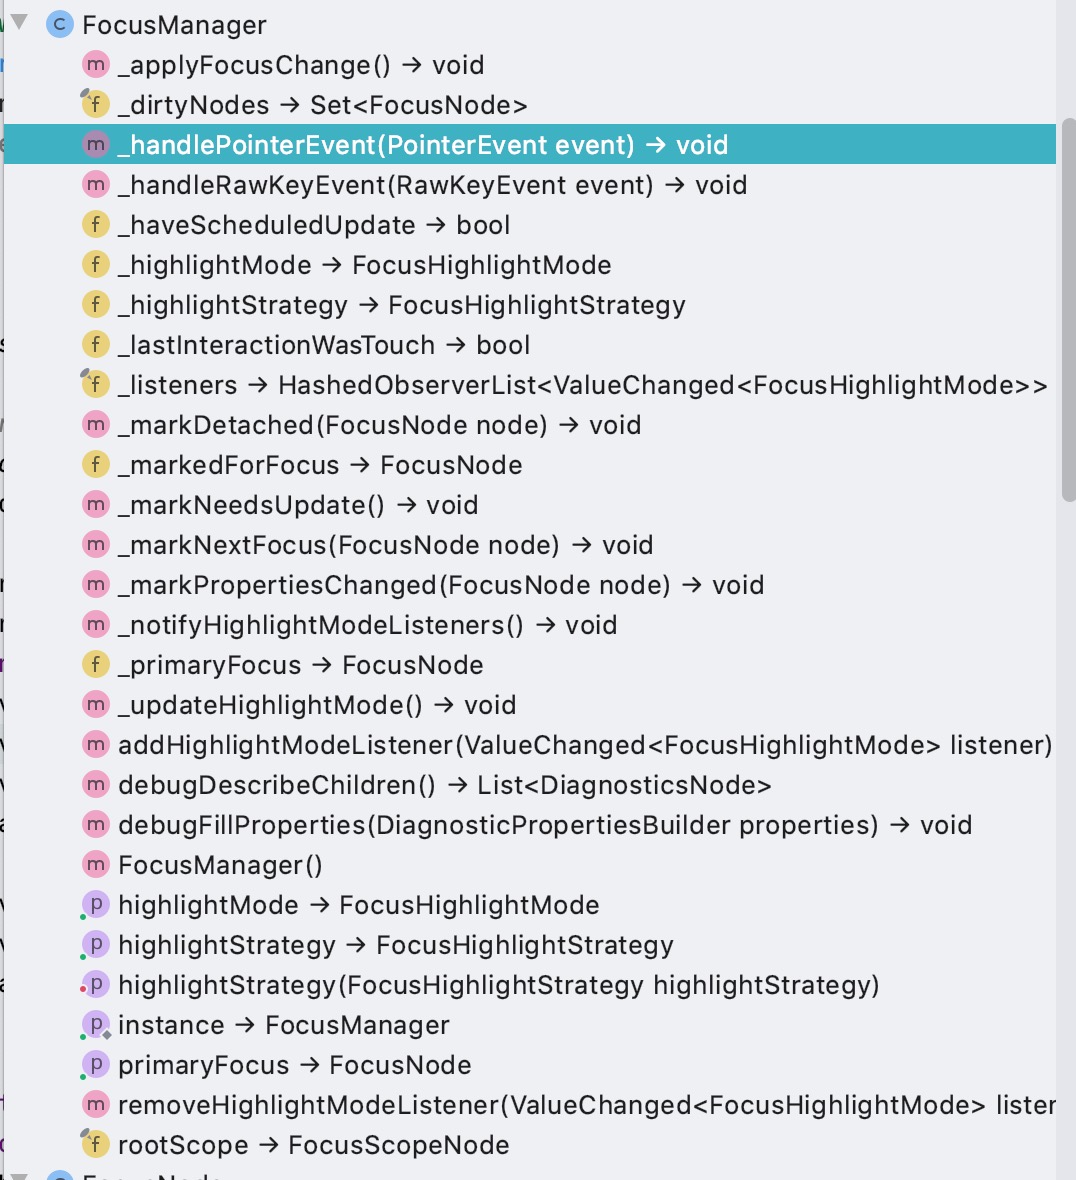 FocusManager
_applyFocusChange() → void
_dirtyNodes → Set<FocusNode>
_handlePointerEvent(PointerEvent event) → void
_handleRawKeyEvent(RawKeyEvent event) → void
_haveScheduledUpdate → bool
_highlightMode → FocusHighlightMode
_highlightStrategy → FocusHighlightStrategy
_lastInteractionWasTouch → bool
_listeners → HashedObserverList<ValueChanged<FocusHighlightMode>>
_markDetached(FocusNode node) → void
_markedForFocus → FocusNode
_markNeedsUpdate() → void
_markNextFocus(FocusNode node) → void
_markPropertiesChanged(FocusNode node) → void
_notifyHighlightModeListeners() → void
_primaryFocus → FocusNode
_updateHighlightMode() → void
addHighlightModeListener(ValueChanged<FocusHighlightMode> listener)
debugDescribeChildren() → List<DiagnosticsNode>
debugFillProperties(DiagnosticPropertiesBuilder properties) → void
FocusManager()
highlightMode → FocusHighlightMode
highlightStrategy → FocusHighlightStrategy
highlightStrategy(FocusHighlightStrategy highlightStrategy)
instance → FocusManager
primaryFocus → FocusNode
removeHighlightModeListener(ValueChanged<FocusHighlightMode> listen
rootScope → FocusScopeNode